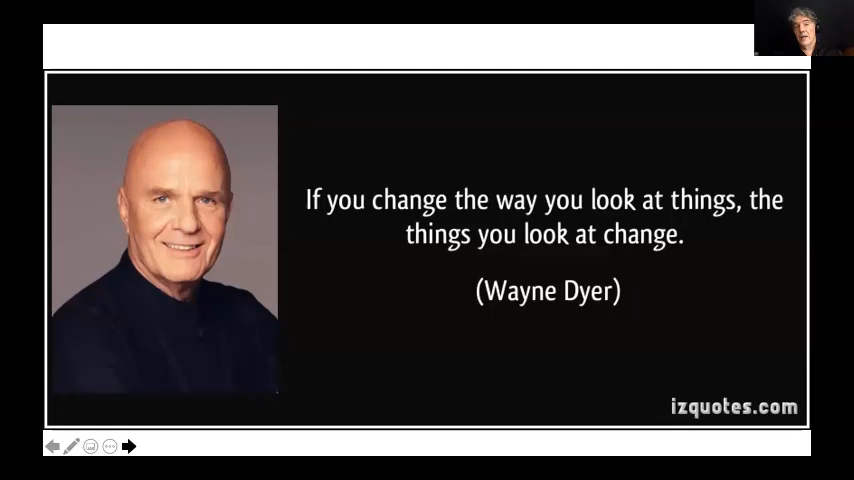 If you change the way you look at things, the
things you look at change.
(Wayne Dyer)
izquotes.com